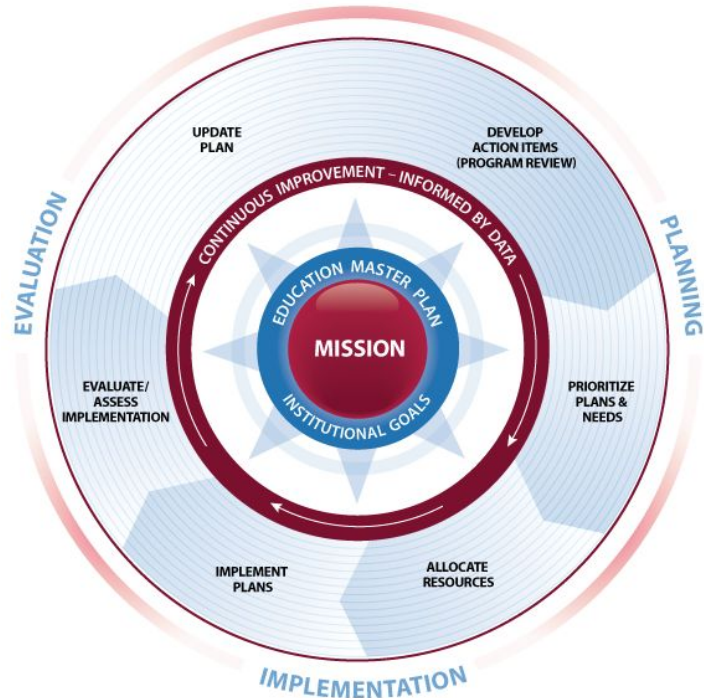 UPDATE
PLAN
DEVELOP
ACTION ITEMS
(PROGRAM REVIEW)
CONTINUOUS IMPROVEMENT – INFORMED BY DATA
EVALUATION
PLANNING
EDUCATION MASTER PLAN
MISSION
INSTITUTIONAL GOALS
EVALUATE/
ASSESS
IMPLEMENTATION
PRIORITIZE
PLANS &
NEEDS
IMPLEMENT
PLANS
ALLOCATE
RESOURCES
IMPLEMENTATION